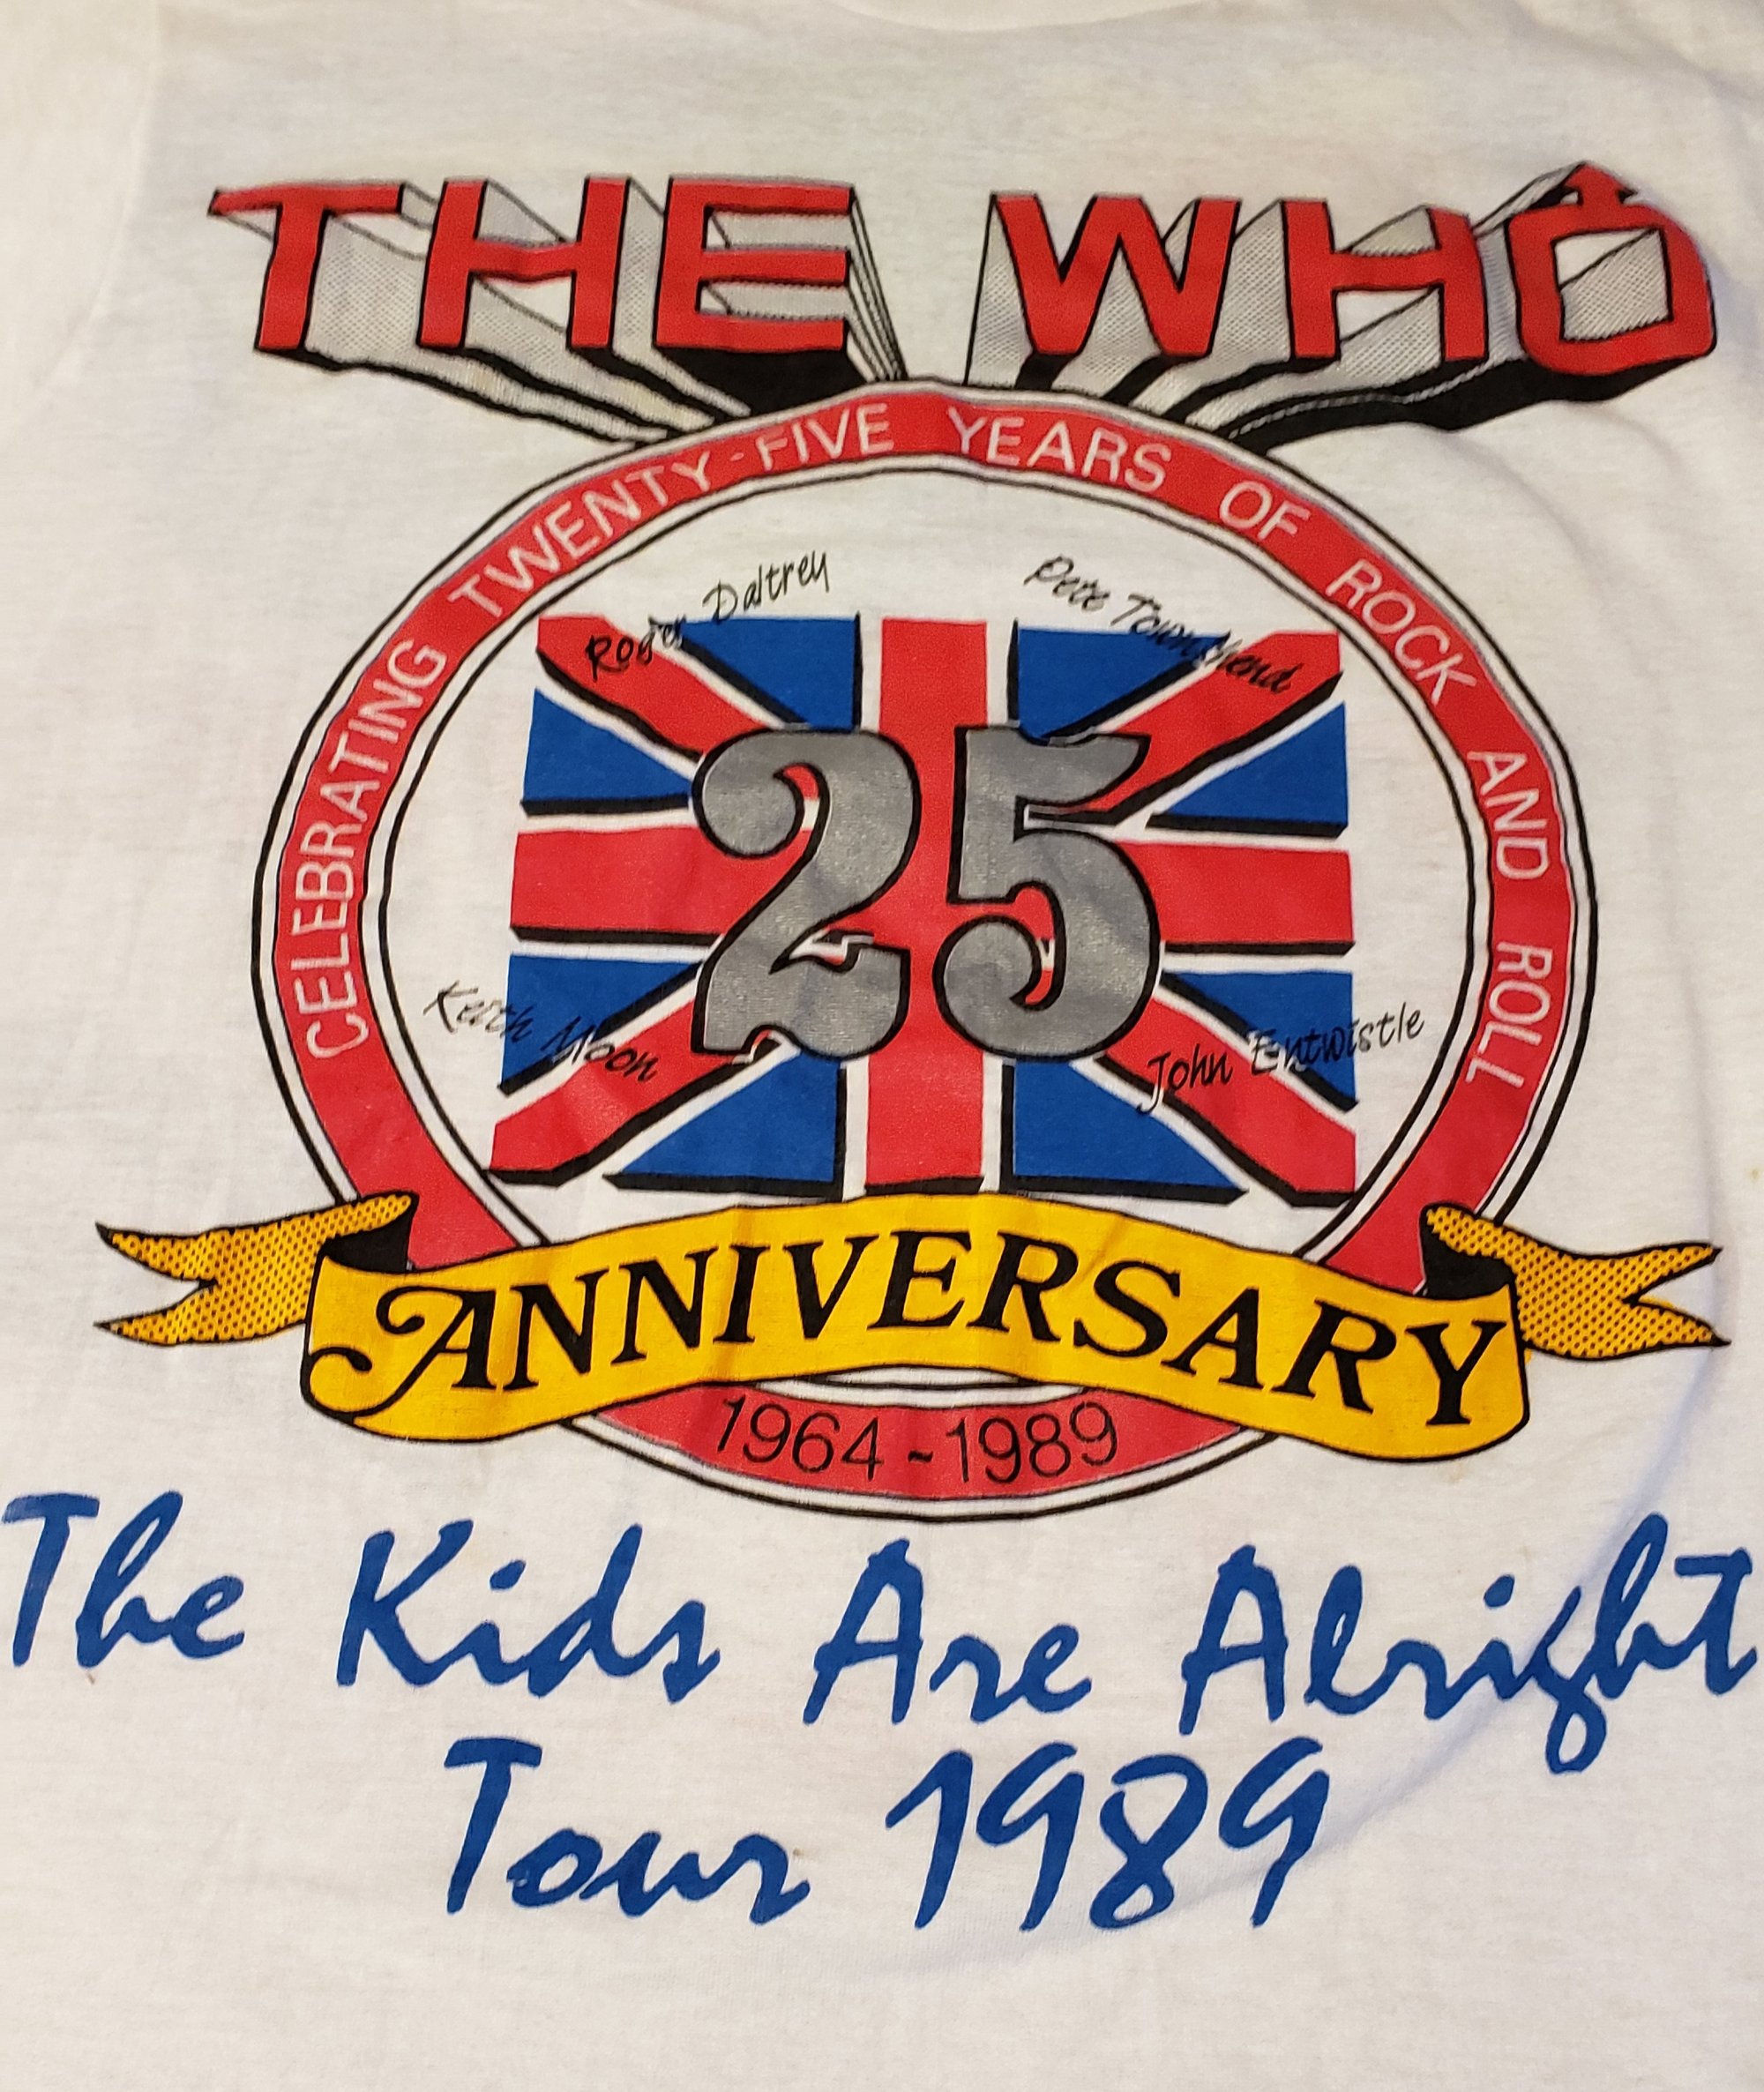 THE WHO
CELEBRATING TWENTY-FIVE YEARS OF ROCK AND ROLL
Roger Daltrey
Pete Townshend
25
Keith Moon
John Entwistle
ANNIVERSARY
1964-1989
The Kids Are Alright
Tour 1989